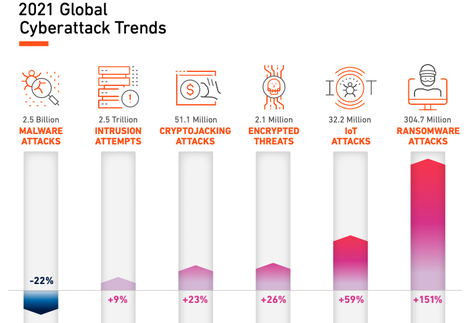 2021 Global
Cyberattack Trends
I T
2.5 Billion
MALWARE
ATTACKS
2.5 Trillion
INTRUSION
ATTEMPTS
51.1 Million
CRYPTOJACKING
ATTACKS
2.1 Million
ENCRYPTED
THREATS
32.2 Million
IoT
ATTACKS
304.7 Million
RANSOMWARE
ATTACKS
-22%
+9%
+23%
+26%
+59%
+151%